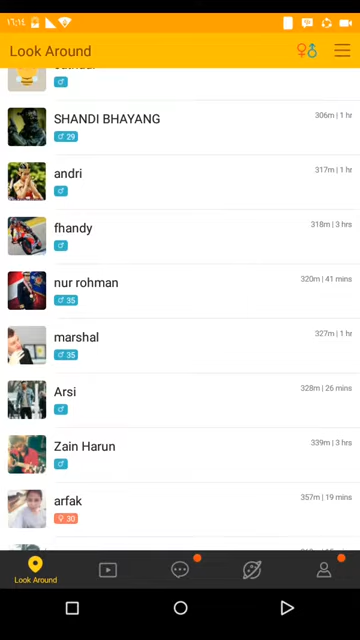 ١٦:١٤
Look Around
SHANDI BHAYANG
306m | 1 hr
29
andri
317m | 1 hr
fhandy
318m | 3 hrs
nur rohman
320m | 41 mins
35
marshal
327m | 1 hr
35
Arsi
328m | 26 mins
Zain Harun
339m | 3 hrs
arfak
357m | 19 mins
30
Look Around